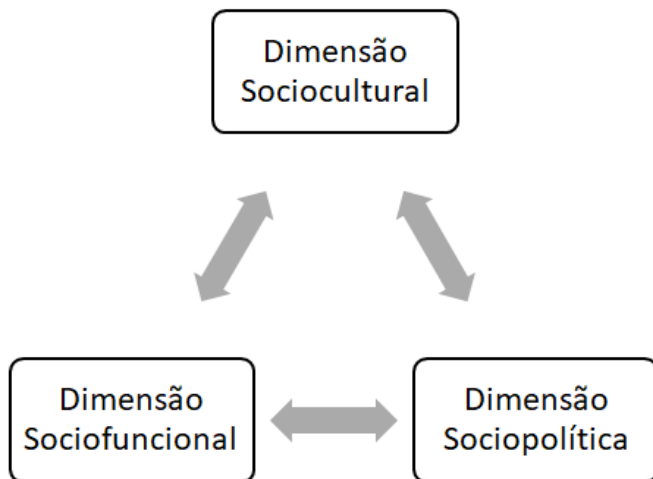 Dimensão
Sociocultural
Dimensão
Sociofuncional
Dimensão
Sociopolítica